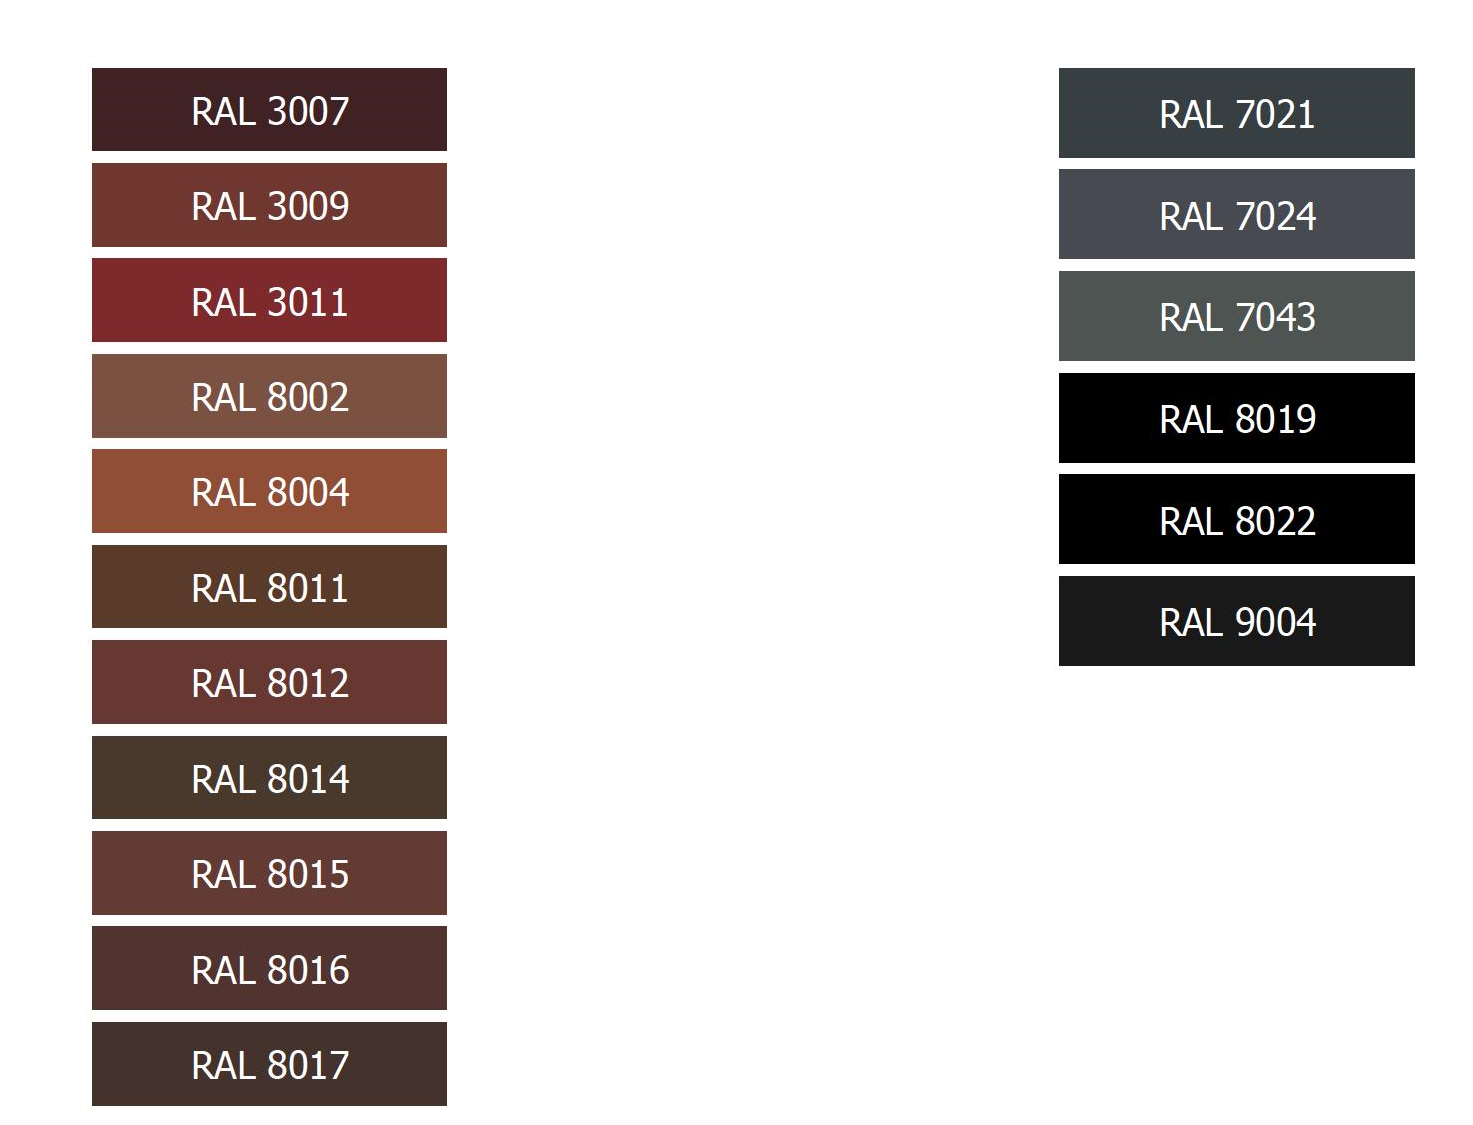 RAL 3007
RAL 3009
RAL 3011
RAL 8002
RAL 8004
RAL 8011
RAL 8012
RAL 8014
RAL 8015
RAL 8016
RAL 8017
RAL 7021
RAL 7024
RAL 7043
RAL 8019
RAL 8022
RAL 9004